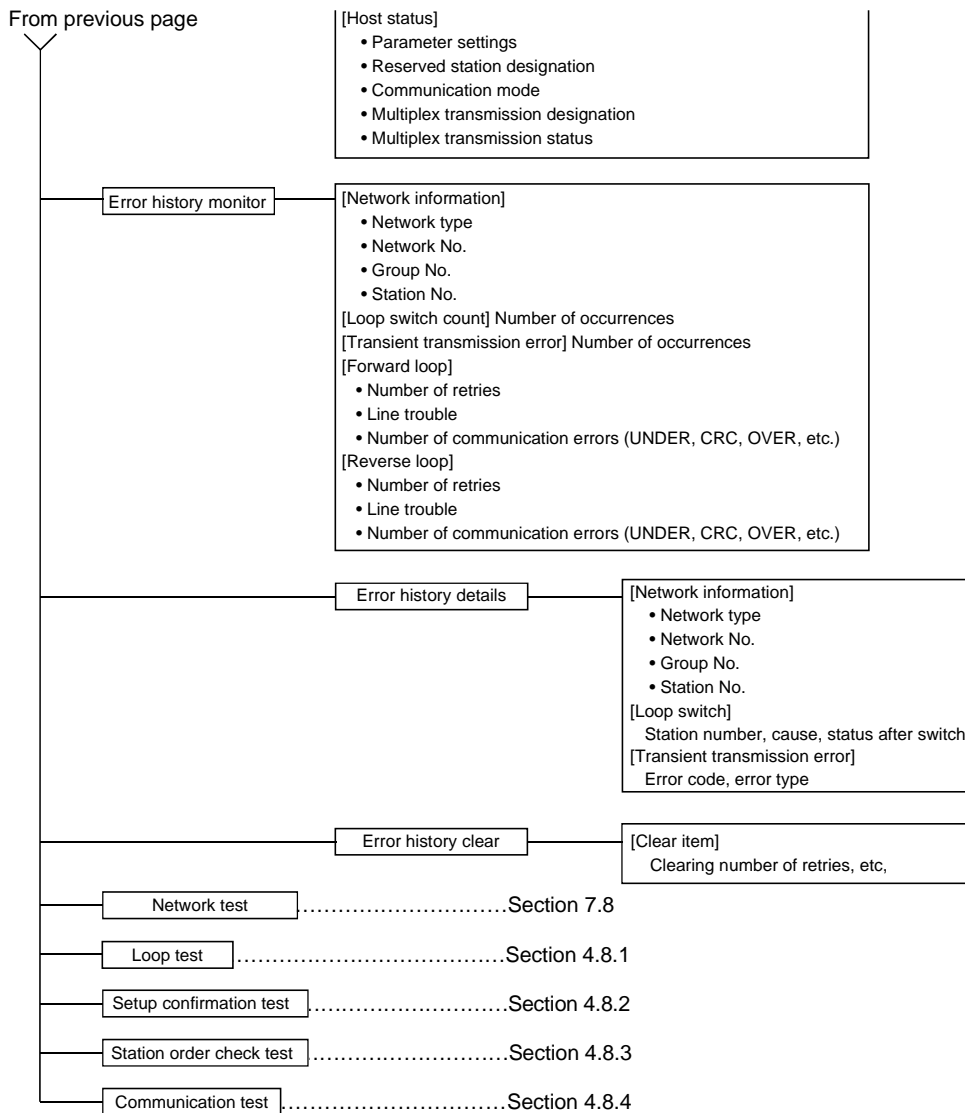 From previous page
[Host status]
• Parameter settings
• Reserved station designation
• Communication mode
• Multiplex transmission designation
• Multiplex transmission status
Error history monitor
[Network information]
• Network type
• Network No.
• Group No.
• Station No.
[Loop switch count] Number of occurrences
[Transient transmission error] Number of occurrences
[Forward loop]
• Number of retries
• Line trouble
• Number of communication errors (UNDER, CRC, OVER, etc.)
[Reverse loop]
• Number of retries
• Line trouble
• Number of communication errors (UNDER, CRC, OVER, etc.)
Error history details
[Network information]
• Network type
• Network No.
• Group No.
• Station No.
[Loop switch]
Station number, cause, status after switch
[Transient transmission error]
Error code, error type
Error history clear
[Clear item]
Clearing number of retries, etc,
Network test ..............................Section 7.8
Loop test ......................................Section 4.8.1
Setup confirmation test ............................Section 4.8.2
Station order check test ............................Section 4.8.3
Communication test ................................Section 4.8.4